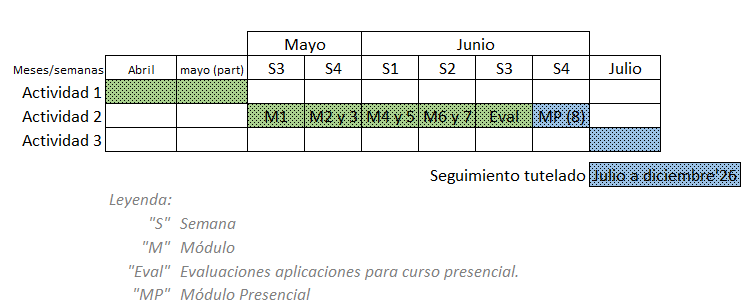 Mayo Junio
Meses/semanas Abril mayo (part) S3 S4 S1 S2 S3 S4 Julio
Actividad 1
Actividad 2 M1 M2 y 3 M4 y 5 M6 y 7 Eval MP (8)
Actividad 3
Seguimiento tutelado Julio a diciembre'26
Leyenda:
"S" Semana
"M" Módulo
"Eval" Evaluaciones aplicaciones para curso presencial.
"MP" Módulo Presencial